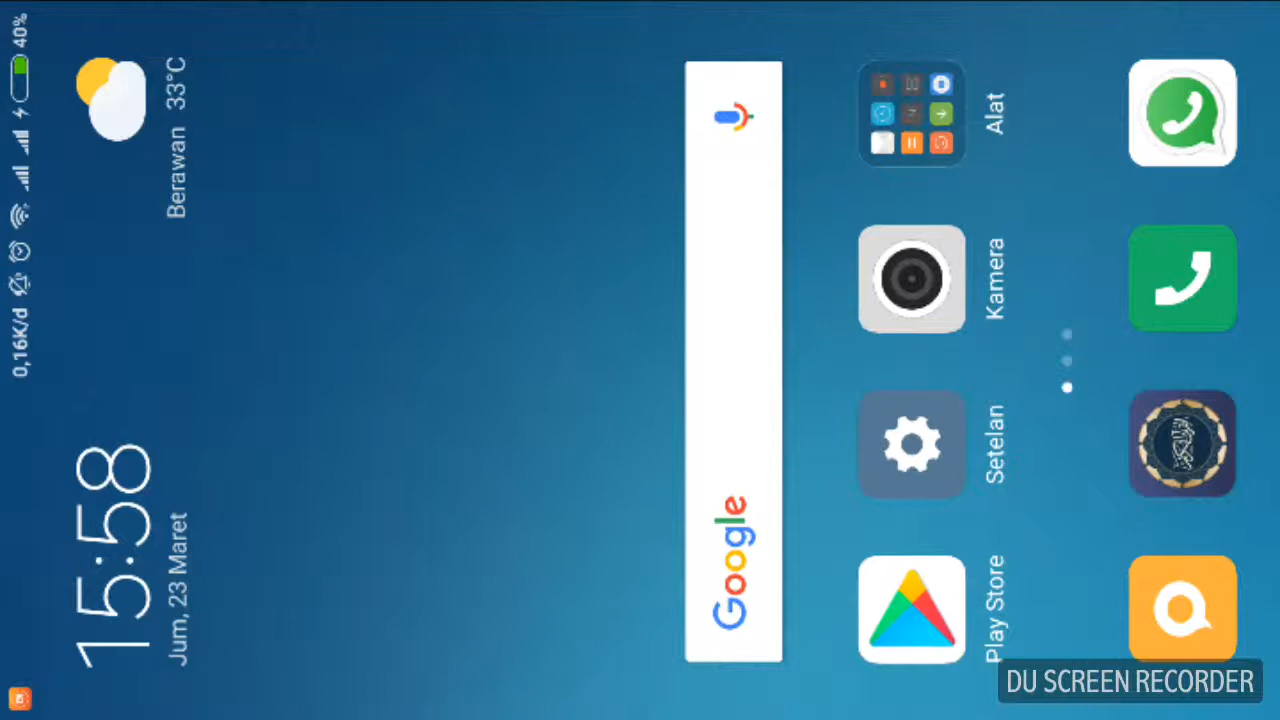 0,16K/d 40%
15:58
Jum, 23 Maret
Berawan 33°C
Google
Play Store
Setelan
Kamera
Alat
DU SCREEN RECORDER